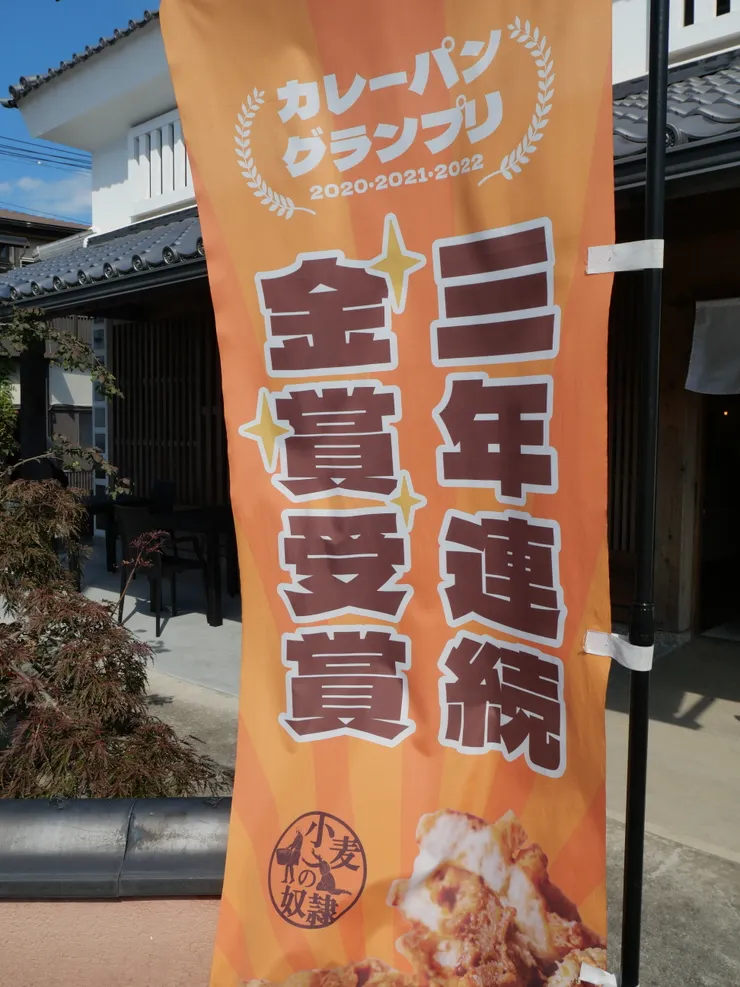 カレーパン
グランプリ
2020・2021・2022
三年連続
金賞受賞
小麦の奴隷